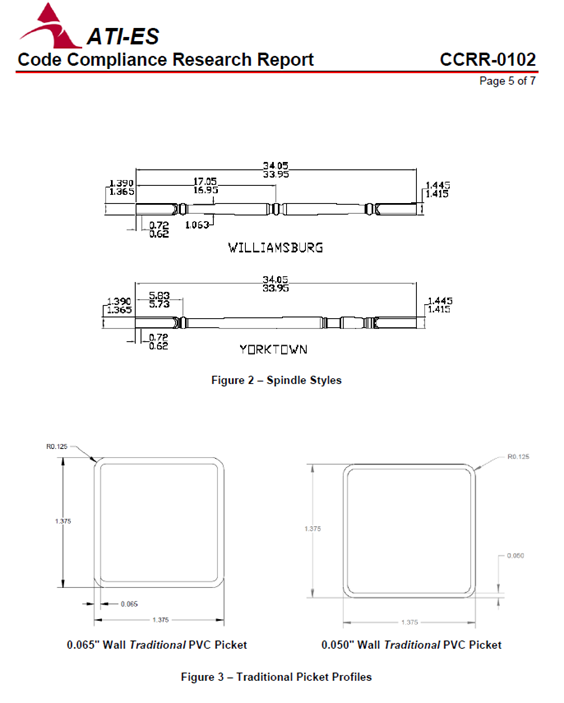 ATI-ES
Code Compliance Research Report CCRR-0102
Page 5 of 7
34.05
33.95
17.05
16.95
1.390
1.365
1.445
1.415
0.72
0.62
1.063
WILLIAMSBURG
34.05
33.95
5.83
5.73
1.390
1.365
1.445
1.415
0.72
0.62
YORKTOWN
Figure 2 – Spindle Styles
R0.125
1.375
0.065
1.375
0.065" Wall Traditional PVC Picket
R0.125
1.375
0.050
1.375
0.050" Wall Traditional PVC Picket
Figure 3 – Traditional Picket Profiles